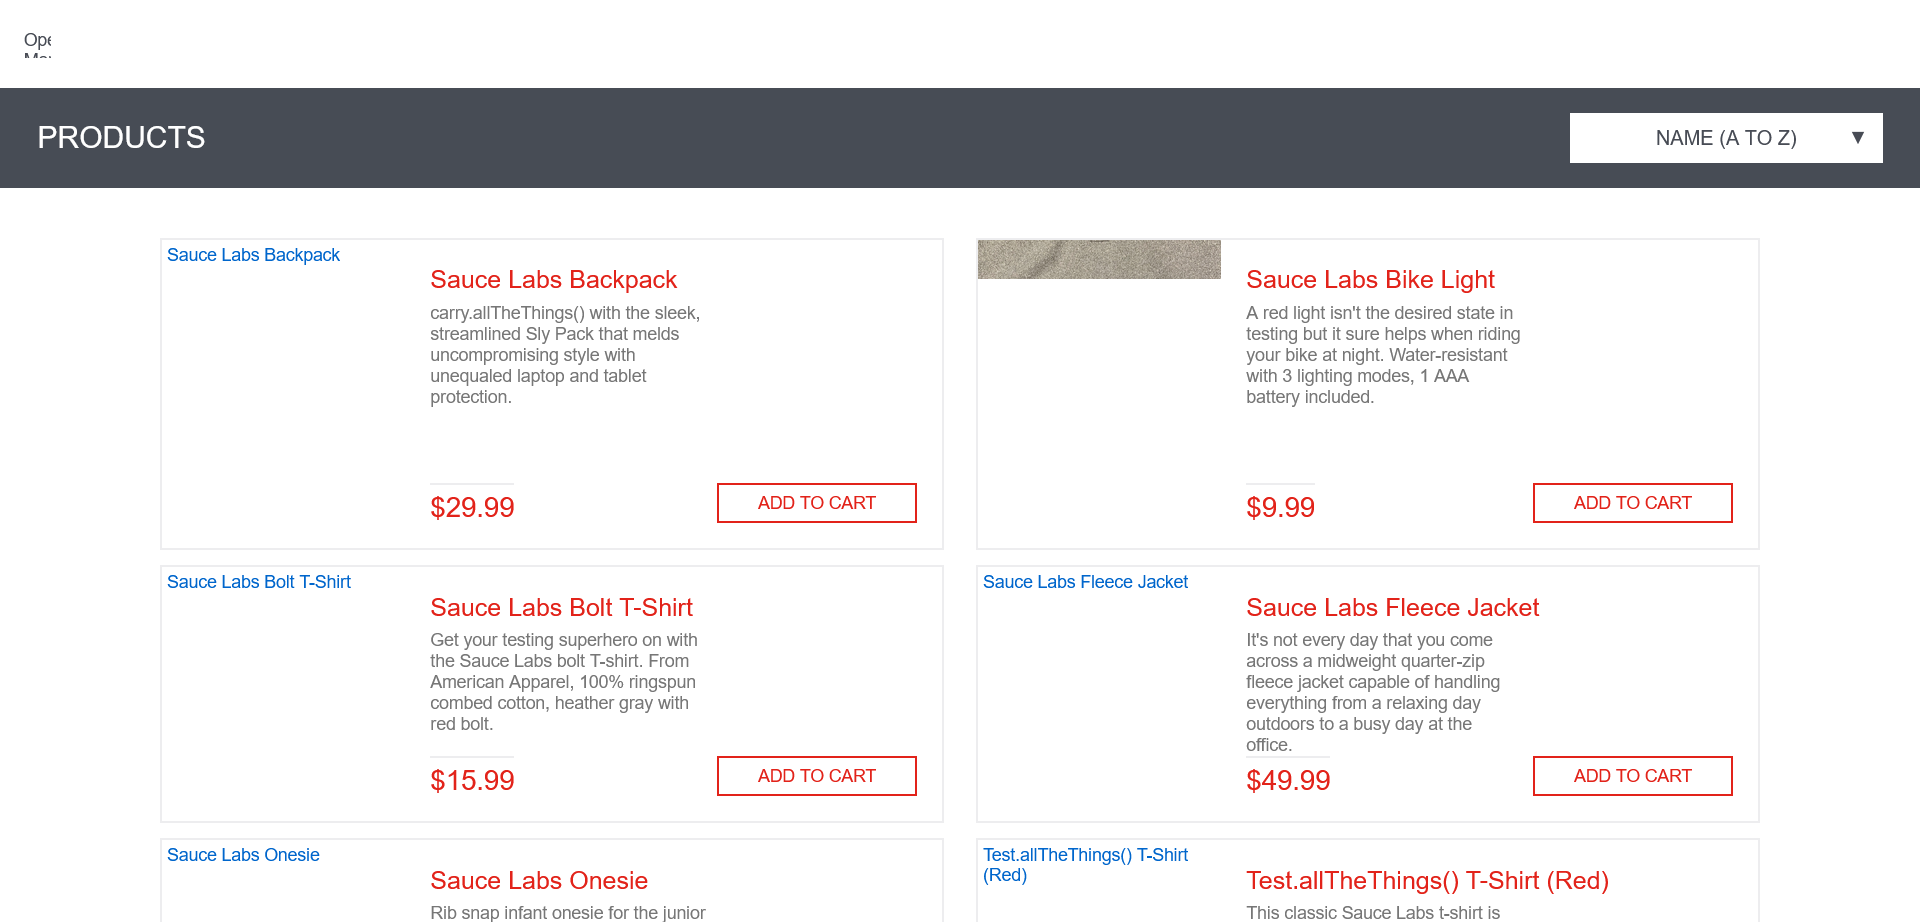 Ope
PRODUCTS
NAME (A TO Z) ▼
Sauce Labs Backpack
Sauce Labs Backpack
carry.allTheThings() with the sleek,
streamlined Sly Pack that melds
uncompromising style with
unequaled laptop and tablet
protection.
$29.99
ADD TO CART
Sauce Labs Bike Light
A red light isn't the desired state in
testing but it sure helps when riding
your bike at night. Water-resistant
with 3 lighting modes, 1 AAA
battery included.
$9.99
ADD TO CART
Sauce Labs Bolt T-Shirt
Sauce Labs Bolt T-Shirt
Get your testing superhero on with
the Sauce Labs bolt T-shirt. From
American Apparel, 100% ringspun
combed cotton, heather gray with
red bolt.
$15.99
ADD TO CART
Sauce Labs Fleece Jacket
Sauce Labs Fleece Jacket
It's not every day that you come
across a midweight quarter-zip
fleece jacket capable of handling
everything from a relaxing day
outdoors to a busy day at the
office.
$49.99
ADD TO CART
Sauce Labs Onesie
Sauce Labs Onesie
Rib snap infant onesie for the junior
Test.allTheThings() T-Shirt
(Red)
Test.allTheThings() T-Shirt (Red)
This classic Sauce Labs t-shirt is